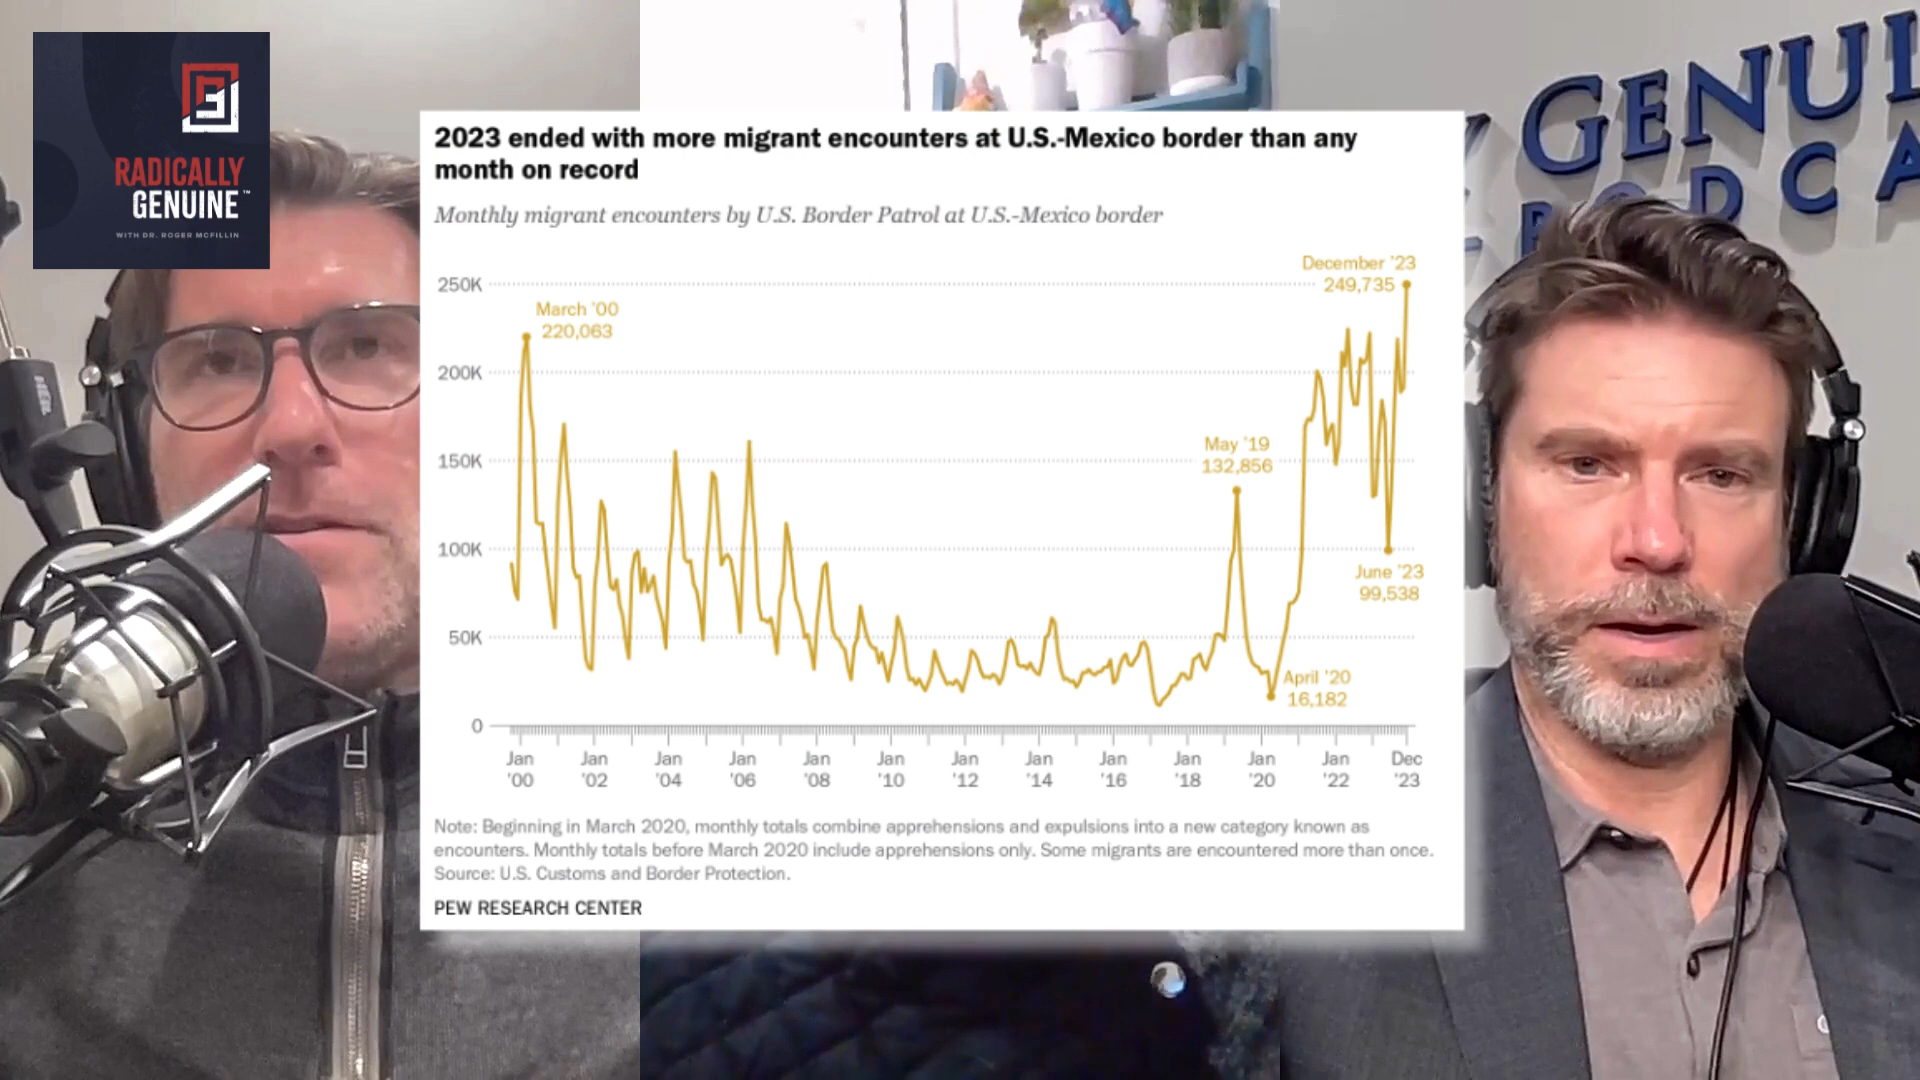 RADICALLY
GENUINE™
WITH DR. ROGER MCFILLIN
GENUI
PODCA
2023 ended with more migrant encounters at U.S.-Mexico border than any
month on record
Monthly migrant encounters by U.S. Border Patrol at U.S.-Mexico border
250K
200K
150K
100K
50K
0
March '00
220,063
May '19
132,856
April '20
16,182
June '23
99,538
December '23
249,735
Jan '00
Jan '02
Jan '04
Jan '06
Jan '08
Jan '10
Jan '12
Jan '14
Jan '16
Jan '18
Jan '20
Jan '22
Dec '23
Note: Beginning in March 2020, monthly totals combine apprehensions and expulsions into a new category known as
encounters. Monthly totals before March 2020 include apprehensions only. Some migrants are encountered more than once.
Source: U.S. Customs and Border Protection.
PEW RESEARCH CENTER